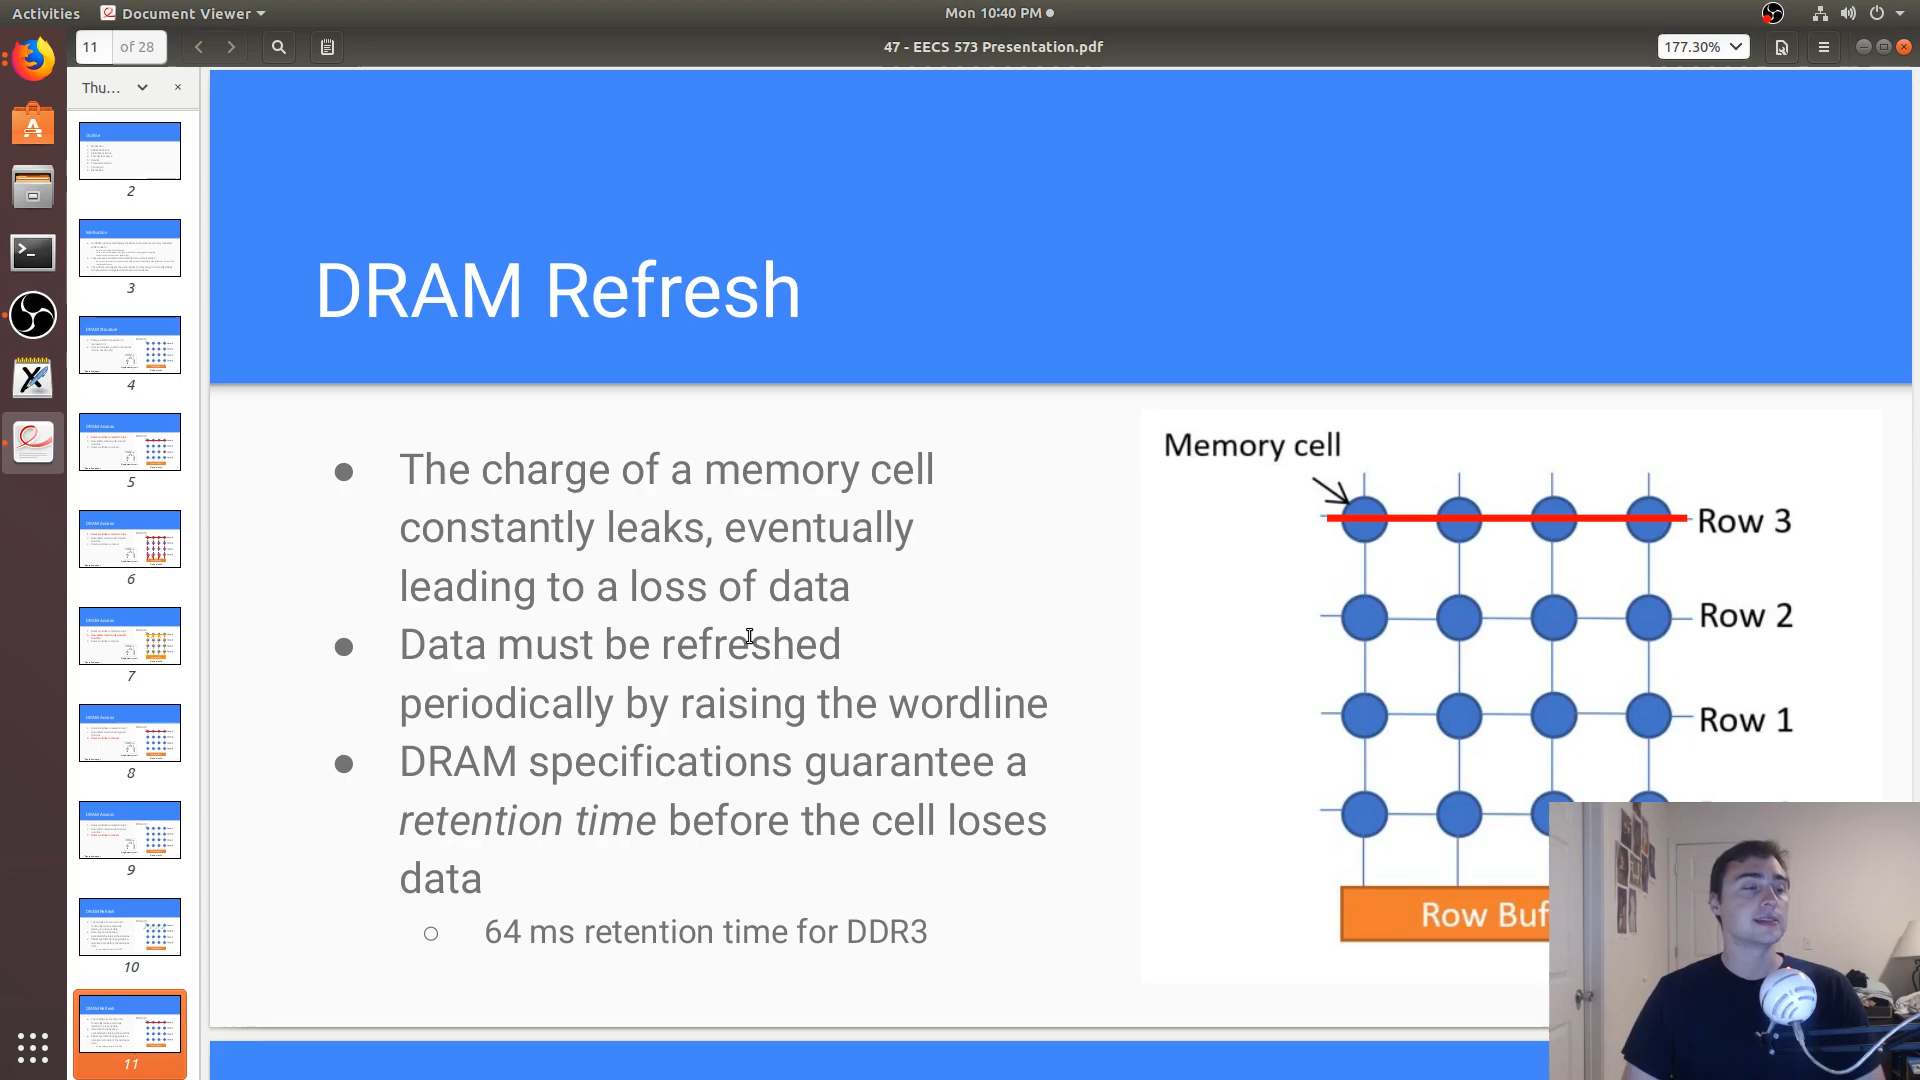 Activities
Document Viewer
Mon 10:40 PM
11 of 28
47 - EECS 573 Presentation.pdf
177.30%
Thu...
2
3
4
5
6
7
8
9
10
11
DRAM Refresh
● The charge of a memory cell
constantly leaks, eventually
leading to a loss of data
● Data must be refreshed
periodically by raising the wordline
● DRAM specifications guarantee a
retention time before the cell loses
data
○ 64 ms retention time for DDR3
Memory cell
Row 3
Row 2
Row 1
Row Buf